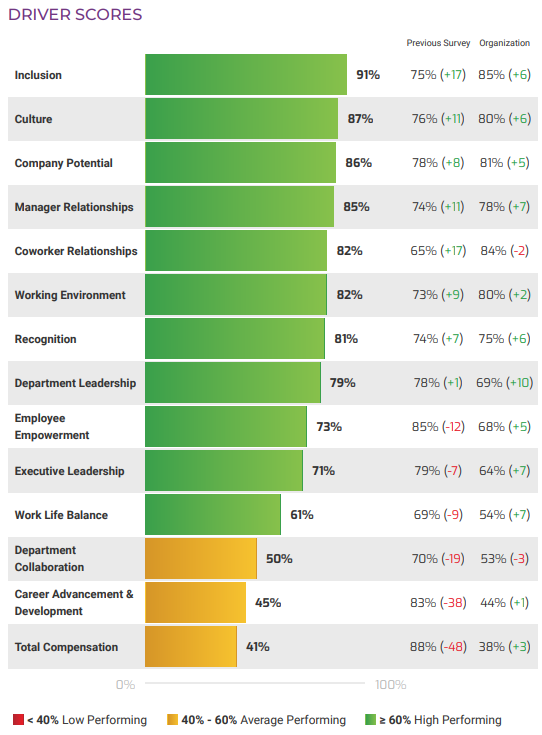 DRIVER SCORES
Previous Survey Organization
Inclusion 91% 75% (+17) 85% (+6)
Culture 87% 76% (+11) 80% (+6)
Company Potential 86% 78% (+8) 81% (+5)
Manager Relationships 85% 74% (+11) 78% (+7)
Coworker Relationships 82% 65% (+17) 84% (-2)
Working Environment 82% 73% (+9) 80% (+2)
Recognition 81% 74% (+7) 75% (+6)
Department Leadership 79% 78% (+1) 69% (+10)
Employee
Empowerment 73% 85% (-12) 68% (+5)
Executive Leadership 71% 79% (-7) 64% (+7)
Work Life Balance 61% 69% (-9) 54% (+7)
Department
Collaboration 50% 70% (-19) 53% (-3)
Career Advancement &
Development 45% 83% (-38) 44% (+1)
Total Compensation 41% 88% (-48) 38% (+3)
0% 100%
< 40% Low Performing 40% - 60% Average Performing ≥ 60% High Performing